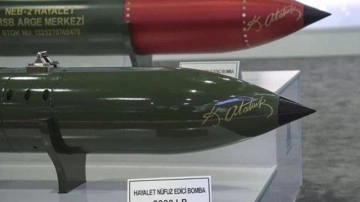 NEB-2 HAYALET
MSB ARGE MERKEZİ
K. Atatürk
K. Atatürk
HAYALET NÜFUZ EDİCİ BOMBA